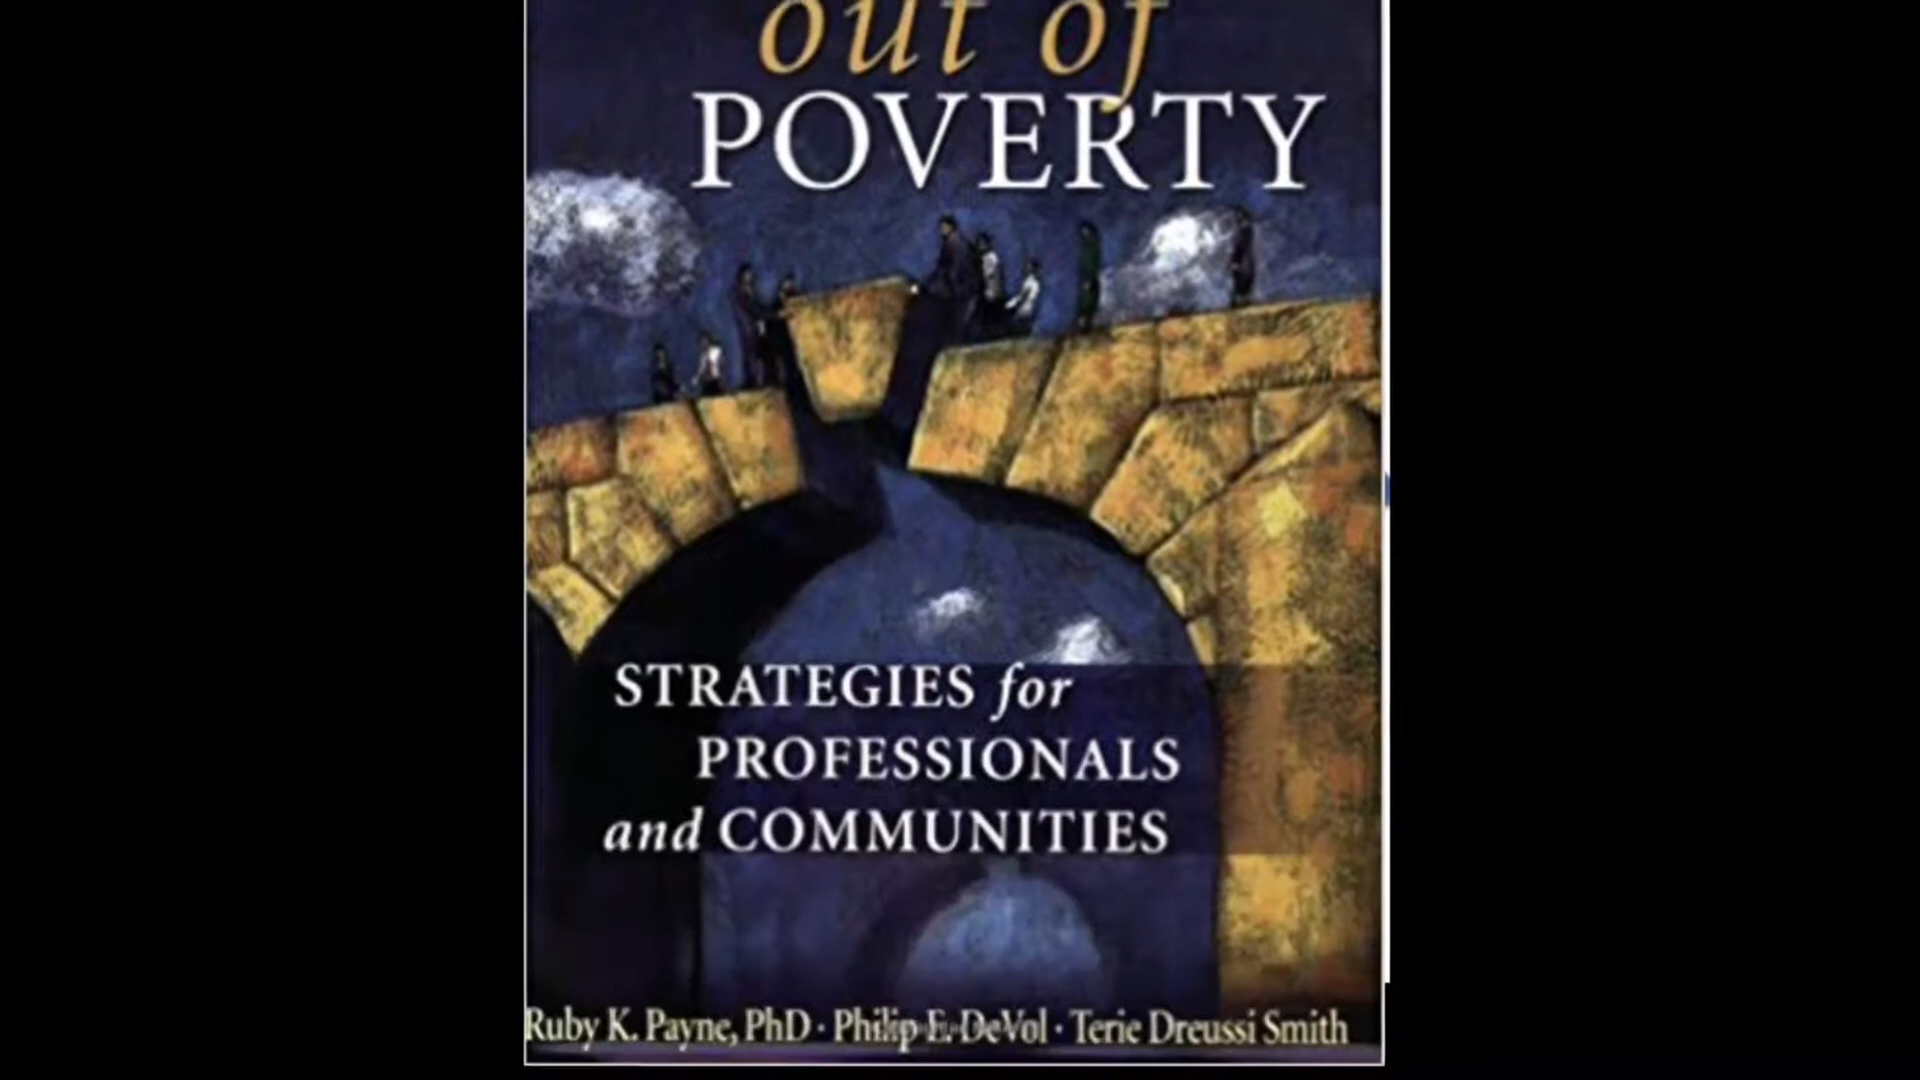 out of
POVERTY
STRATEGIES for
PROFESSIONALS
and COMMUNITIES
Ruby K. Payne, PhD · Philip E. DeVol · Terie Dreussi Smith